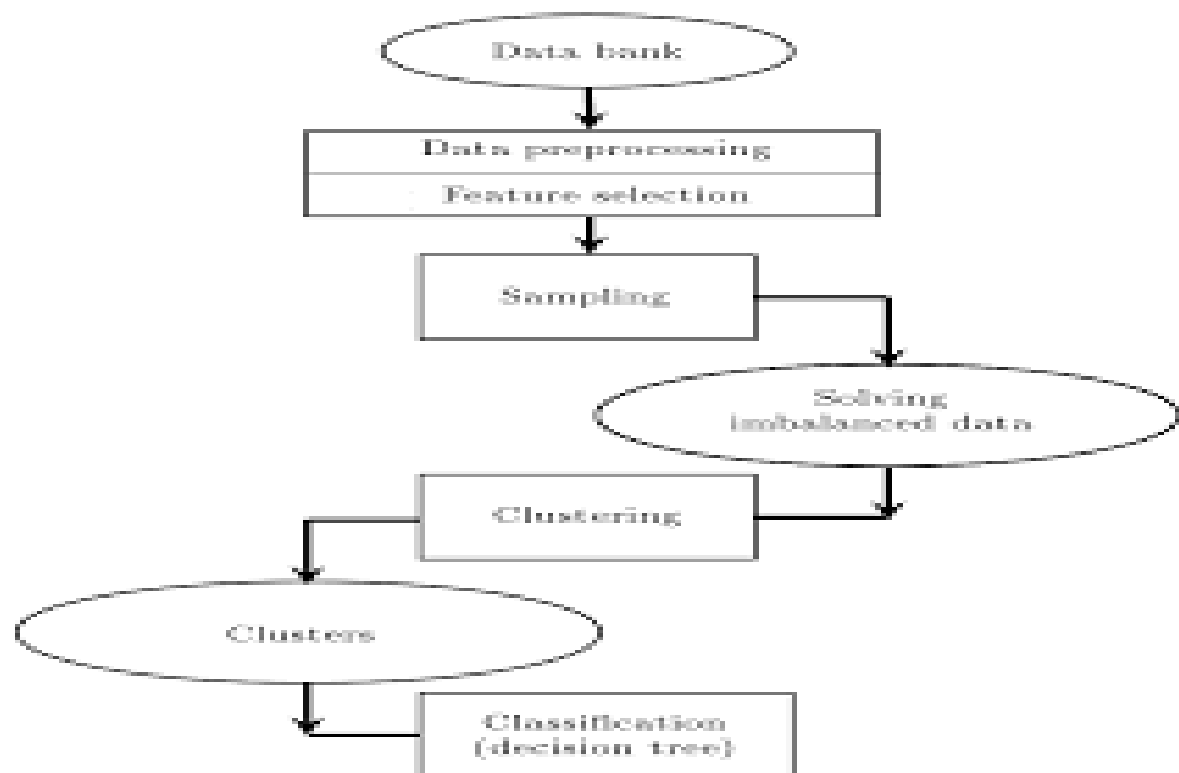 Data bank
Data preprocessing
Feature selection
Sampling
Solving
imbalanced data
Clustering
Clusters
Classification
(decision tree)